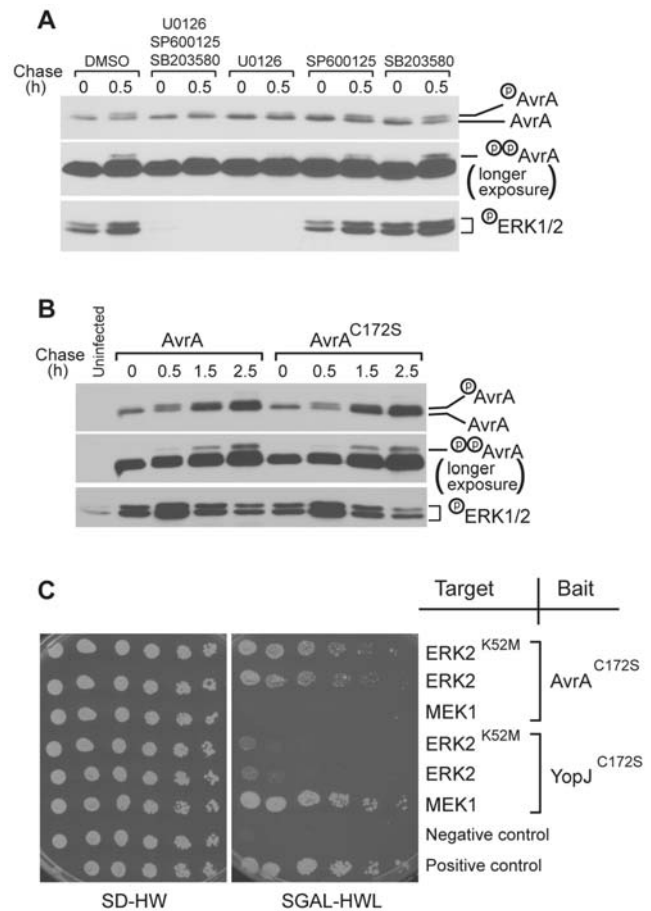 A
U0126
SP600125
DMSO SB203580 U0126 SP600125 SB203580
Chase (h) 0 0.5 0 0.5 0 0.5 0 0.5 0 0.5
P AvrA
AvrA
P P AvrA
(longer exposure)
P ERK1/2
B
Uninfected AvrA AvrA C172S
Chase (h) 0 0.5 1.5 2.5 0 0.5 1.5 2.5
P AvrA
AvrA
P P AvrA
(longer exposure)
P ERK1/2
C
Target Bait
ERK2 K52M
ERK2 AvrA C172S
MEK1
ERK2 K52M
ERK2 YopJ C172S
MEK1
Negative control
Positive control
SD-HW SGAL-HWL